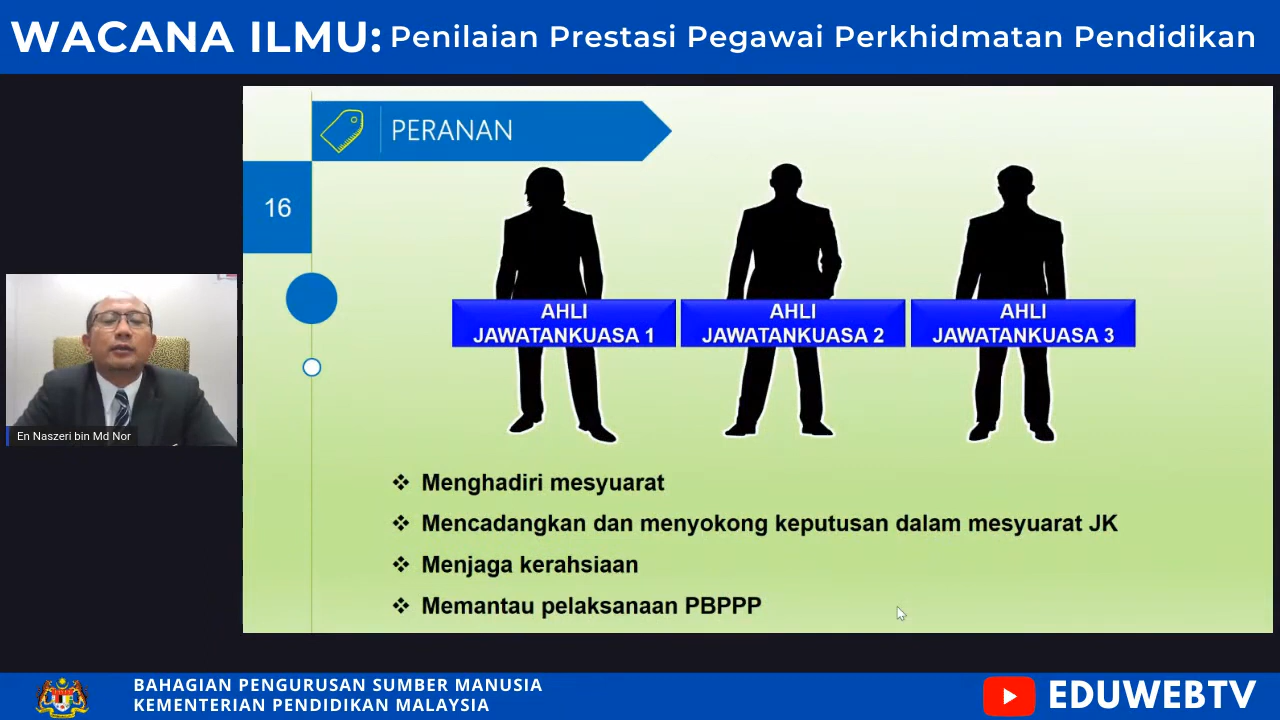 WACANA ILMU: Penilaian Prestasi Pegawai Perkhidmatan Pendidikan
PERANAN
16
AHLI
JAWATANKUASA 1
AHLI
JAWATANKUASA 2
AHLI
JAWATANKUASA 3
En Naszeri bin Md Nor
❖ Menghadiri mesyuarat
❖ Mencadangkan dan menyokong keputusan dalam mesyuarat JK
❖ Menjaga kerahsiaan
❖ Memantau pelaksanaan PBPPP
BAHAGIAN PENGURUSAN SUMBER MANUSIA
KEMENTERIAN PENDIDIKAN MALAYSIA
EDUWEBTV